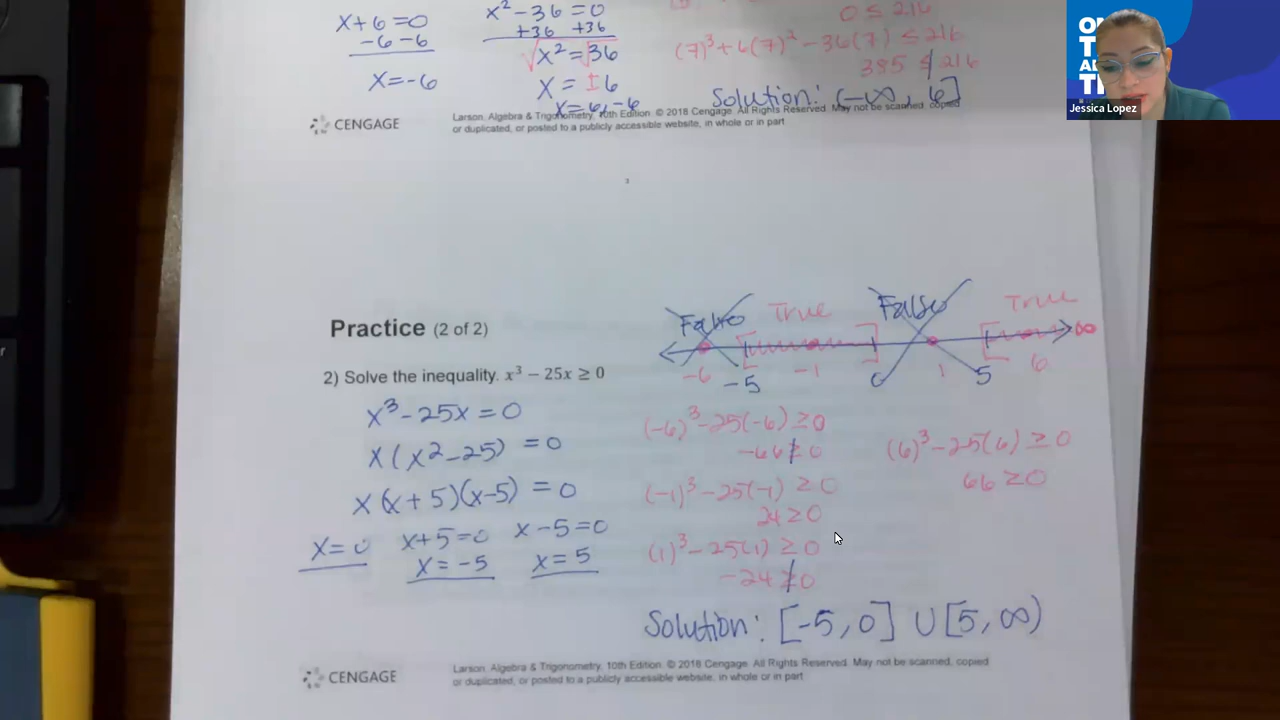 x+6=0
-6 -6
x=-6
x²-36=0
+36 +36
√x²=√36
x=±6
x=6,-6
0≤216
(7)³+6(7)²-36(7)≤216
385≰216
Solution: (-∞, 6]
CENGAGE
Larson, Algebra & Trigonometry, 10th Edition. © 2018 Cengage. All Rights Reserved. May not be scanned, copied
or duplicated, or posted to a publicly accessible website, in whole or in part
3
Jessica Lopez
Practice (2 of 2)
2) Solve the inequality. x³ − 25x ≥ 0
x³-25x=0
x(x²-25)=0
x(x+5)(x-5)=0
x=0
x+5=0
x=-5
x-5=0
x=5
False True False True
∞
-6 -5 -1 0 1 5 6
(-6)³-25(-6)≥0
-66≱0
(-1)³-25(-1)≥0
24≥0
(1)³-25(1)≥0
-24≱0
(6)³-25(6)≥0
66≥0
Solution: [-5,0] ∪ [5,∞)
CENGAGE
Larson, Algebra & Trigonometry, 10th Edition. © 2018 Cengage. All Rights Reserved. May not be scanned, copied
or duplicated, or posted to a publicly accessible website, in whole or in part